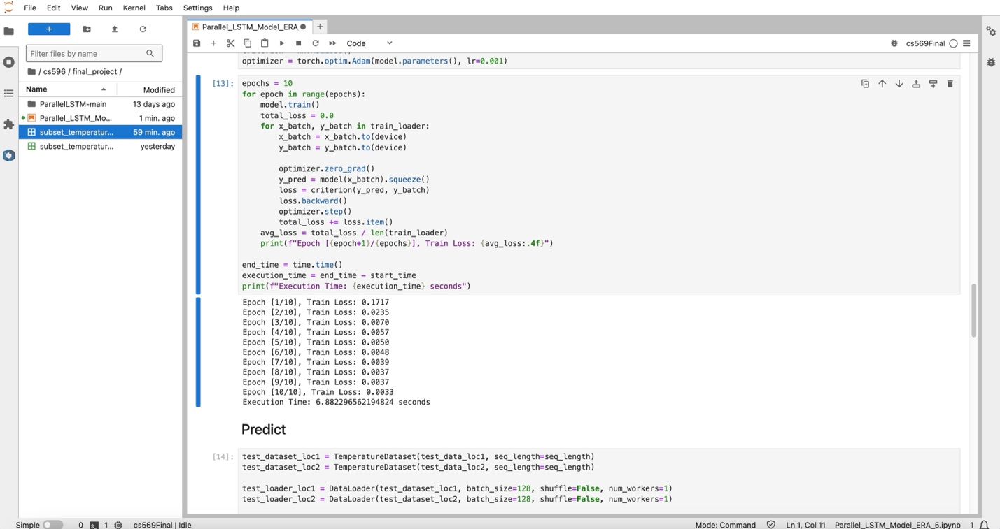 File Edit View Run Kernel Tabs Settings Help
Filter files by name
/ cs596 / final_project /
Name Modified
ParallelLSTM-main 13 days ago
Parallel_LSTM_Mo... 1 min. ago
subset_temperatur... 59 min. ago
subset_temperatur... yesterday
Parallel_LSTM_Model_ERA
Code
cs569Final
optimizer = torch.optim.Adam(model.parameters(), lr=0.001)
[13]:
epochs = 10
for epoch in range(epochs):
    model.train()
    total_loss = 0.0
    for x_batch, y_batch in train_loader:
        x_batch = x_batch.to(device)
        y_batch = y_batch.to(device)
        optimizer.zero_grad()
        y_pred = model(x_batch).squeeze()
        loss = criterion(y_pred, y_batch)
        loss.backward()
        optimizer.step()
        total_loss += loss.item()
    avg_loss = total_loss / len(train_loader)
    print(f"Epoch [{epoch+1}/{epochs}], Train Loss: {avg_loss:.4f}")
end_time = time.time()
execution_time = end_time - start_time
print(f"Execution Time: {execution_time} seconds")
Epoch [1/10], Train Loss: 0.1717
Epoch [2/10], Train Loss: 0.0235
Epoch [3/10], Train Loss: 0.0070
Epoch [4/10], Train Loss: 0.0057
Epoch [5/10], Train Loss: 0.0050
Epoch [6/10], Train Loss: 0.0048
Epoch [7/10], Train Loss: 0.0039
Epoch [8/10], Train Loss: 0.0037
Epoch [9/10], Train Loss: 0.0037
Epoch [10/10], Train Loss: 0.0033
Execution Time: 6.882296562194824 seconds
Predict
[14]:
test_dataset_loc1 = TemperatureDataset(test_data_loc1, seq_length=seq_length)
test_dataset_loc2 = TemperatureDataset(test_data_loc2, seq_length=seq_length)
test_loader_loc1 = DataLoader(test_dataset_loc1, batch_size=128, shuffle=False, num_workers=1)
test_loader_loc2 = DataLoader(test_dataset_loc2, batch_size=128, shuffle=False, num_workers=1)
Simple 0 1 cs569Final | Idle Mode: Command Ln 1, Col 11 Parallel_LSTM_Model_ERA_5.ipynb 1